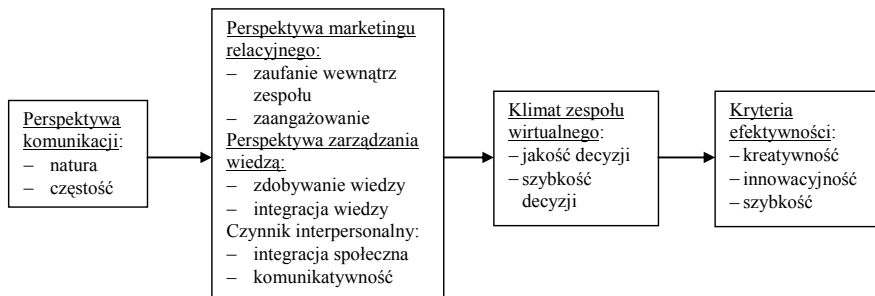 Perspektywa
komunikacji:
– natura
– częstość
Perspektywa marketingu
relacyjnego:
– zaufanie wewnątrz
zespołu
– zaangażowanie
Perspektywa zarządzania
wiedzą:
– zdobywanie wiedzy
– integracja wiedzy
Czynnik interpersonalny:
– integracja społeczna
– komunikatywność
Klimat zespołu
wirtualnego:
– jakość decyzji
– szybkość
decyzji
Kryteria
efektywności:
– kreatywność
– innowacyjność
– szybkość